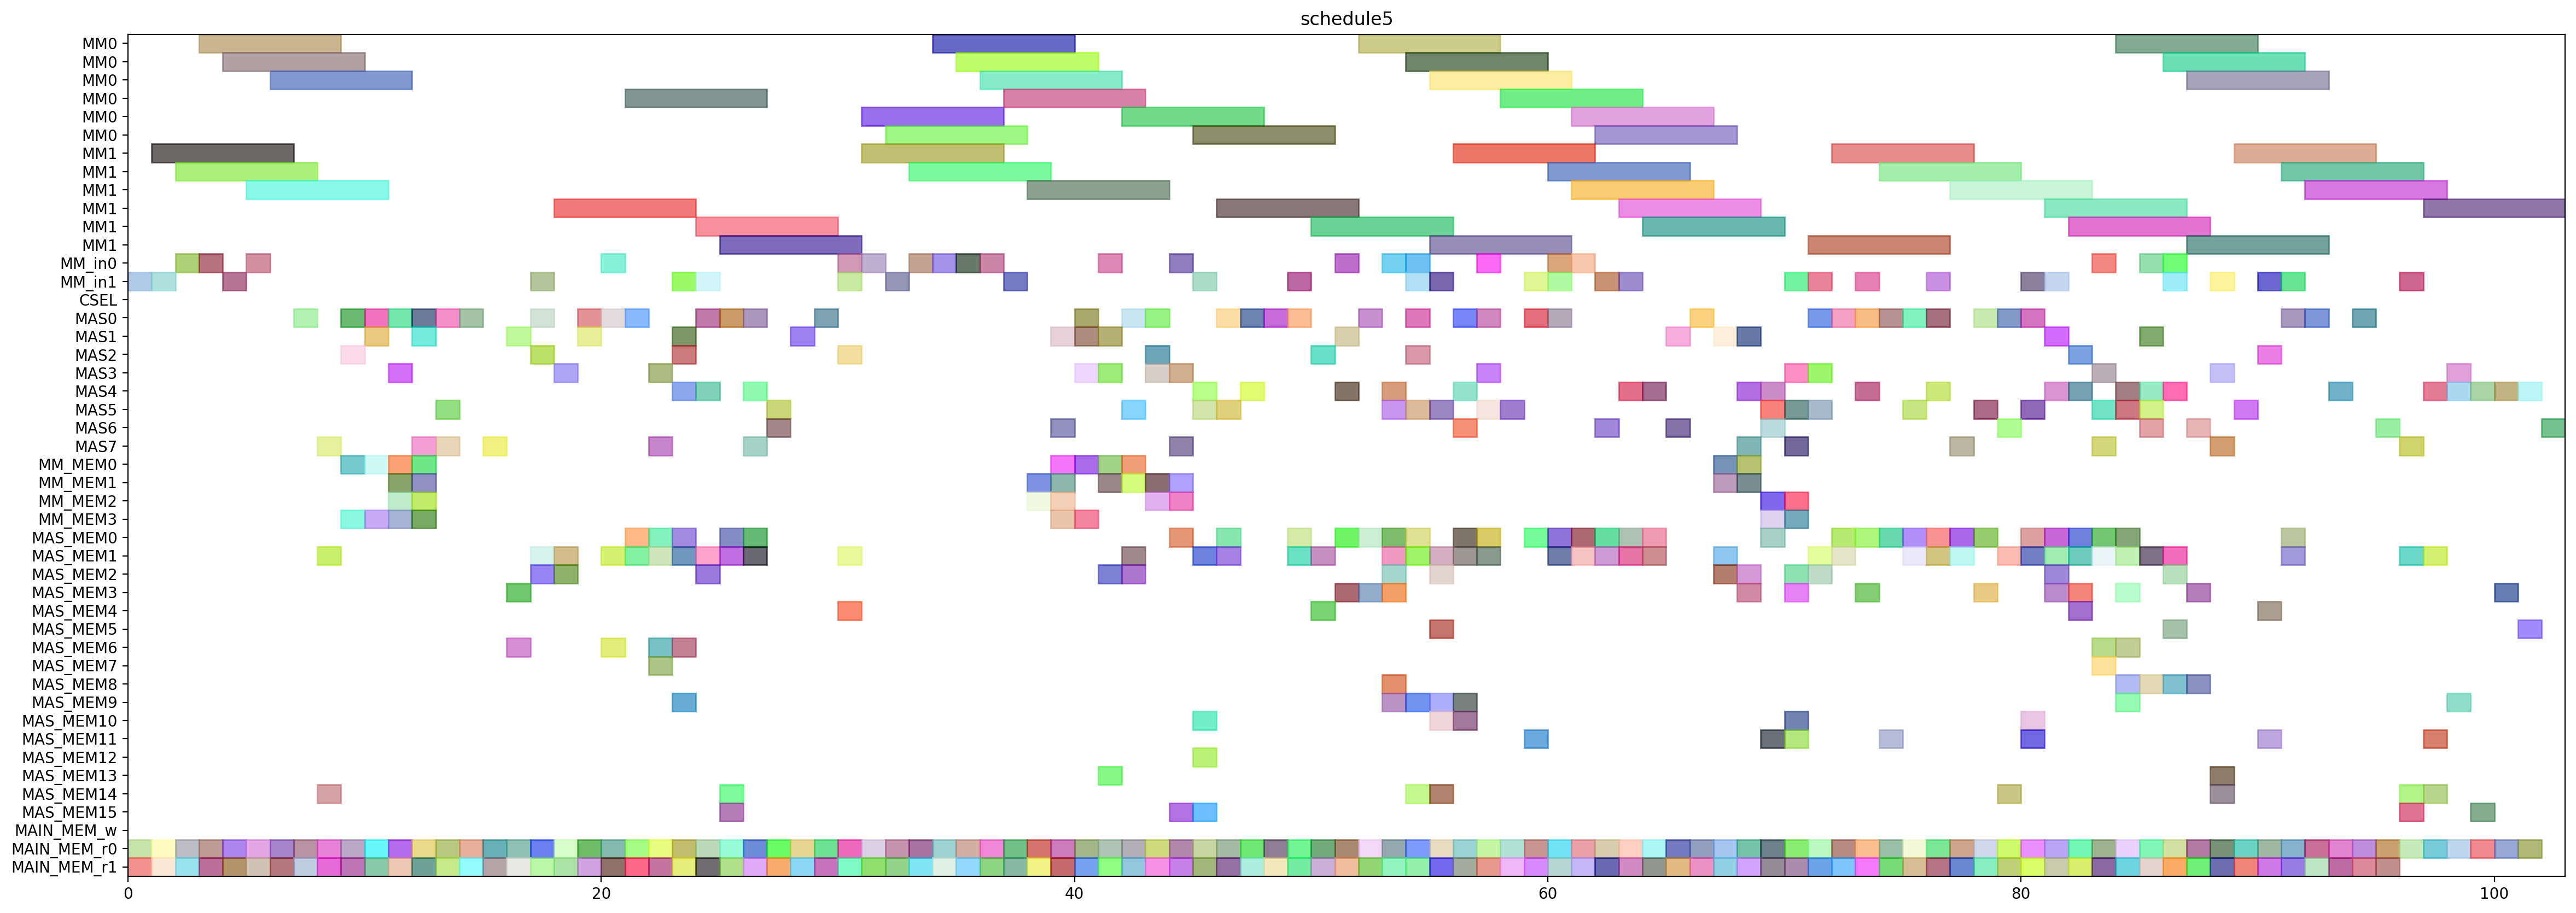 schedule5
MM0
MM0
MM0
MM0
MM0
MM0
MM1
MM1
MM1
MM1
MM1
MM1
MM_in0
MM_in1
CSEL
MAS0
MAS1
MAS2
MAS3
MAS4
MAS5
MAS6
MAS7
MM_MEM0
MM_MEM1
MM_MEM2
MM_MEM3
MAS_MEM0
MAS_MEM1
MAS_MEM2
MAS_MEM3
MAS_MEM4
MAS_MEM5
MAS_MEM6
MAS_MEM7
MAS_MEM8
MAS_MEM9
MAS_MEM10
MAS_MEM11
MAS_MEM12
MAS_MEM13
MAS_MEM14
MAS_MEM15
MAIN_MEM_w
MAIN_MEM_r0
MAIN_MEM_r1
0 20 40 60 80 100